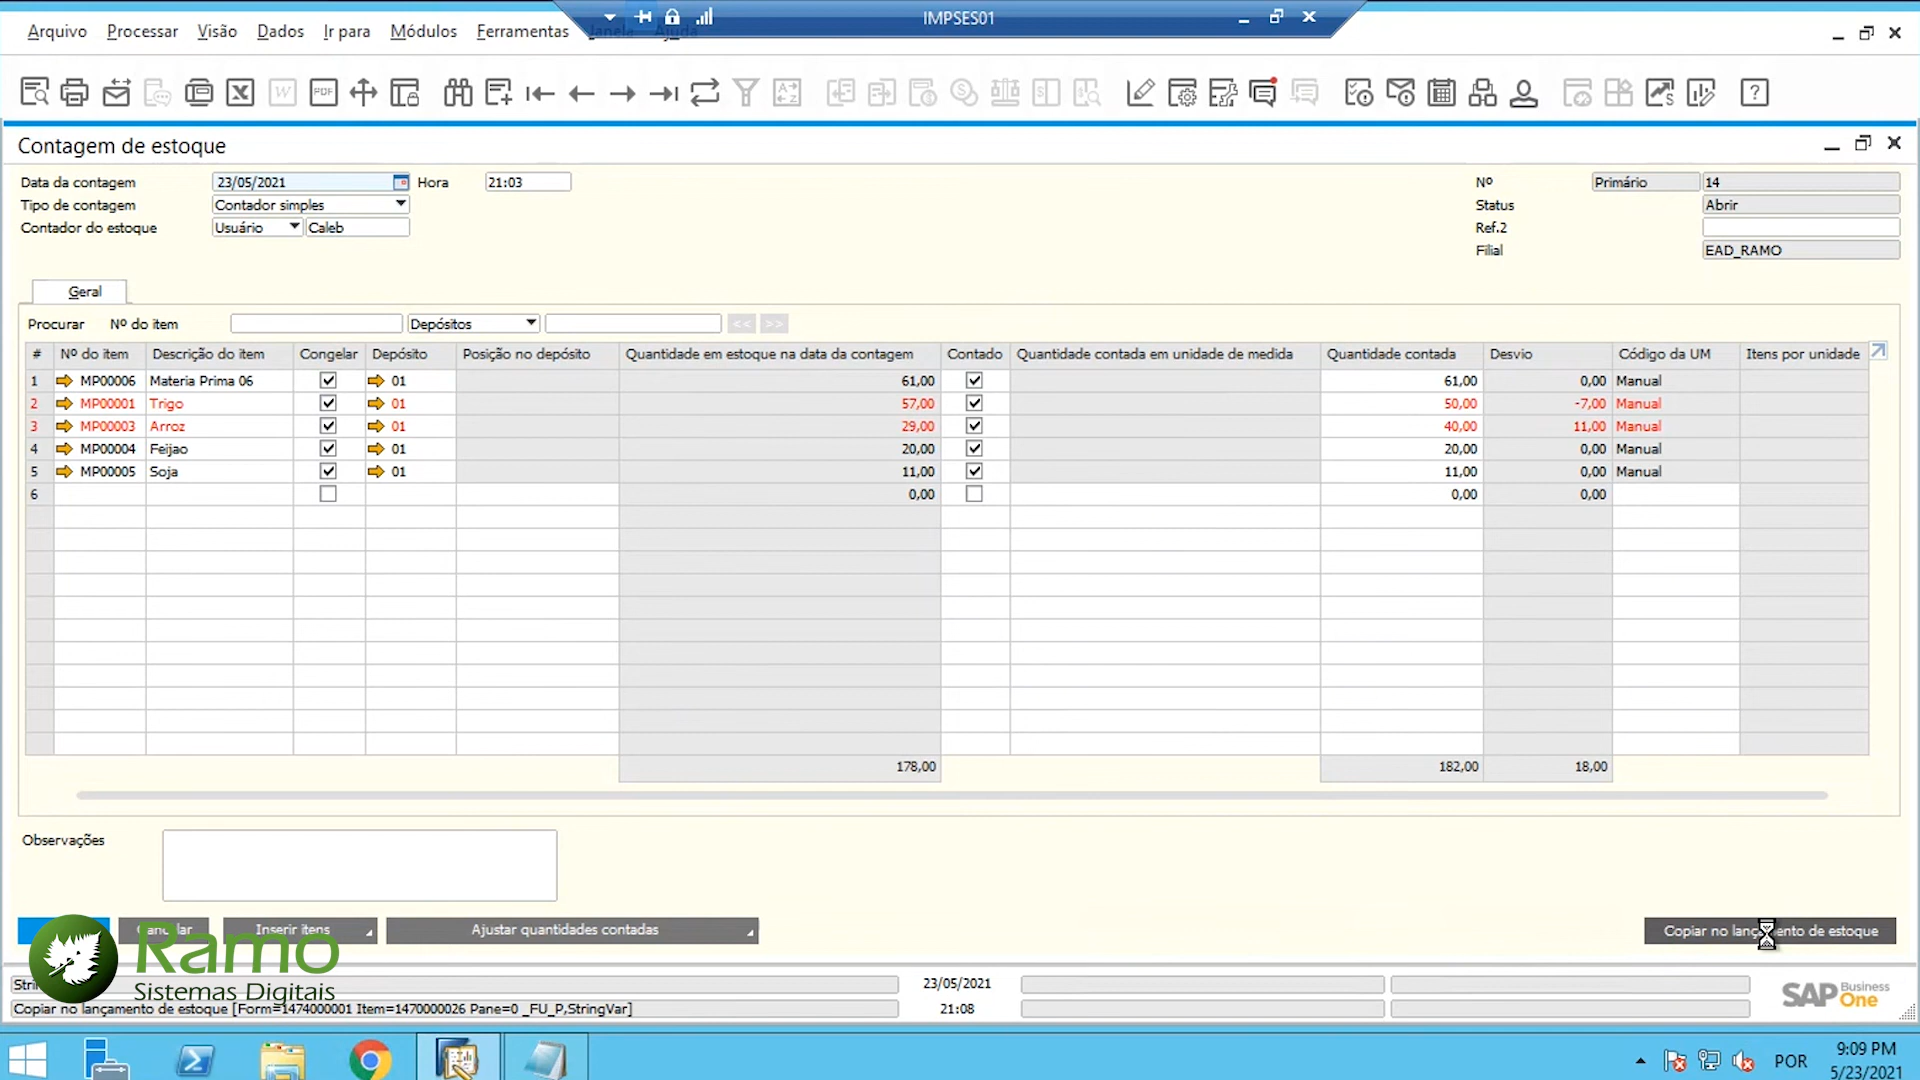 IMPSES01
Arquivo Processar Visão Dados Ir para Módulos Ferramentas Janela Ajuda
W PDF A Z Z A ?
Contagem de estoque
Data da contagem 23/05/2021 Hora 21:03 Nº Primário 14
Tipo de contagem Contador simples Status Abrir
Contador do estoque Usuário Caleb Ref.2
Filial EAD_RAMO
Geral
Procurar Nº do item Depósitos << >>
# Nº do item Descrição do item Congelar Depósito Posição no depósito Quantidade em estoque na data da contagem Contado Quantidade contada em unidade de medida Quantidade contada Desvio Código da UM Itens por unidade
1 MP00006 Materia Prima 06 01 61,00 61,00 0,00 Manual
2 MP00001 Trigo 01 57,00 50,00 -7,00 Manual
3 MP00003 Arroz 01 29,00 40,00 11,00 Manual
4 MP00004 Feijao 01 20,00 20,00 0,00 Manual
5 MP00005 Soja 01 11,00 11,00 0,00 Manual
6 0,00 0,00 0,00
178,00 182,00 18,00
Observações
Cancelar Inserir itens Ajustar quantidades contadas Copiar no lançamento de estoque
Ramo
Sistemas Digitais
23/05/2021
Copiar no lançamento de estoque [Form=1474000001 Item=1470000026 Pane=0 _FU_P,StringVar] 21:08
SAP Business One
POR 9:09 PM
5/23/2021